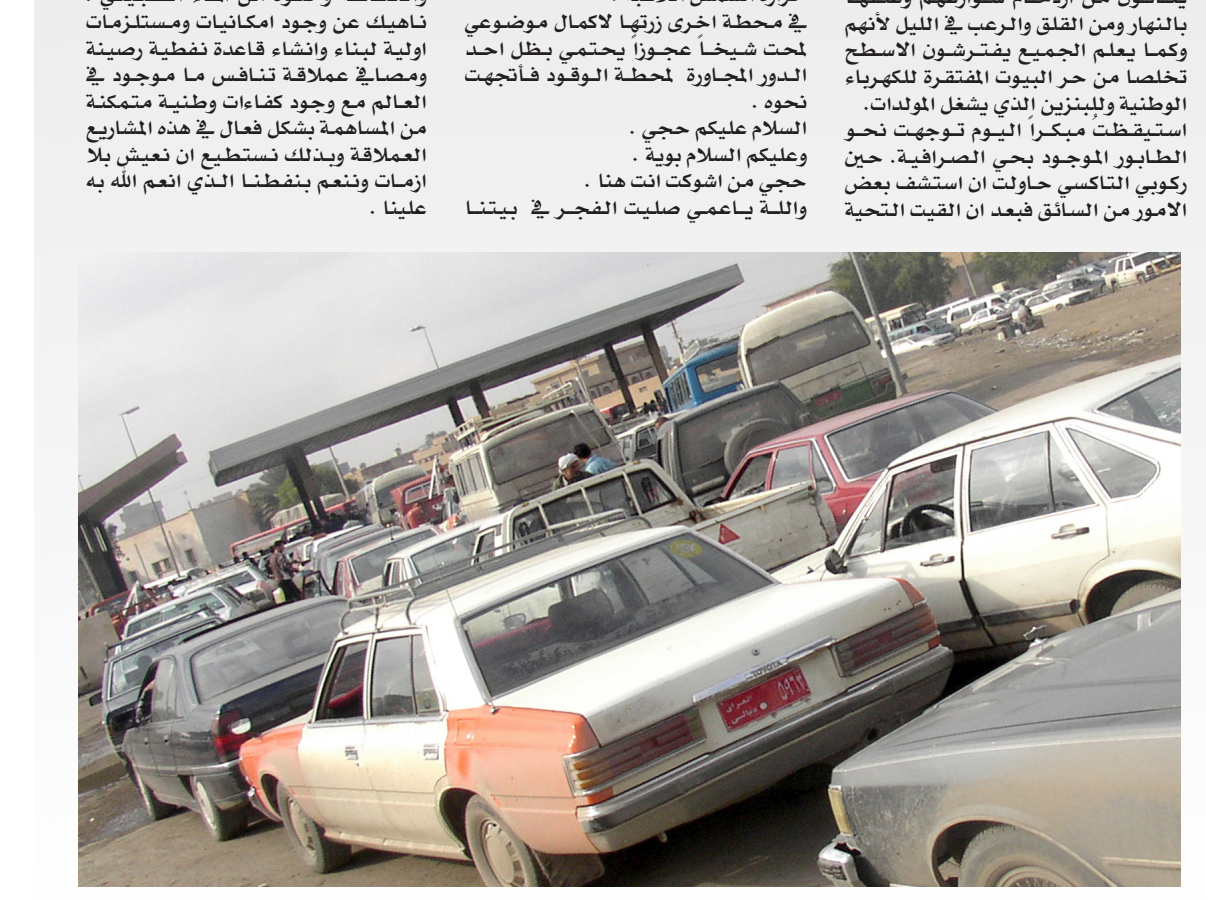 بالنهار ومن القلق والرعب في الليل لأنهم
وكما يعلم الجميع يفترشون الاسطح
تخلصا من حر البيوت المفتقرة للكهرباء
الوطنية وللبنزين الذي يشغل المولدات.
استيقظتُ مبكراً اليوم توجهت نحو
الطابور الموجود بحي الصرافية. حين
ركوبي التاكسي حاولت ان استشف بعض
الامور من السائق فبعد ان القيت التحية
في محطة اخرى زرتها لاكمال موضوعي
لمحت شيخاً عجوزاً يحتمي بظل احد
الدور المجاورة لمحطة الوقود فأتجهت
نحوه .
السلام عليكم حجي .
وعليكم السلام بوية .
حجي من اشوكت انت هنا .
واللة ياعمي صليت الفجر في بيتنا
ناهيك عن وجود امكانيات ومستلزمات
اولية لبناء وانشاء قاعدة نفطية رصينة
ومصافي عملاقة تنافس ما موجود في
العالم مع وجود كفاءات وطنية متمكنة
من المساهمة بشكل فعال في هذه المشاريع
العملاقة وبذلك نستطيع ان نعيش بلا
ازمات وننعم بنفطنا الذي انعم الله به
علينا .
TOYOTA
العراق
ديالى